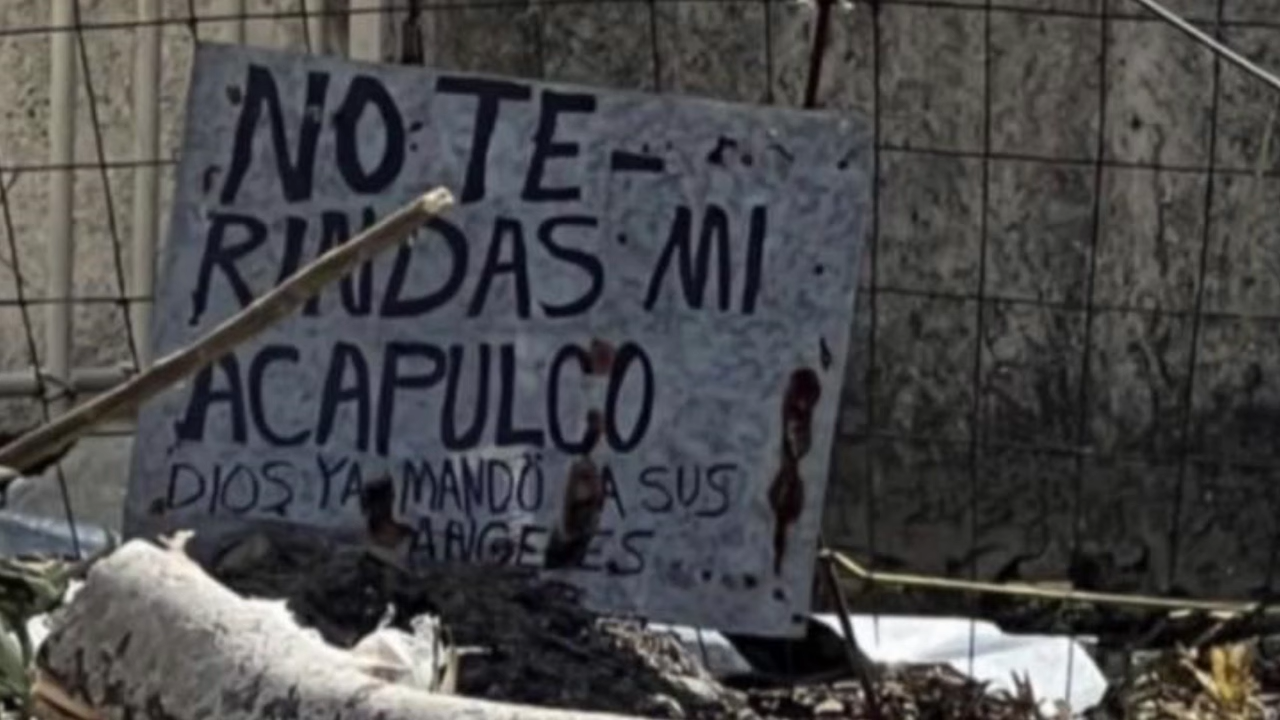 NO TE-
RINDAS MI
ACAPULCO
DIOS YA MANDÓ A SUS
ANGELES